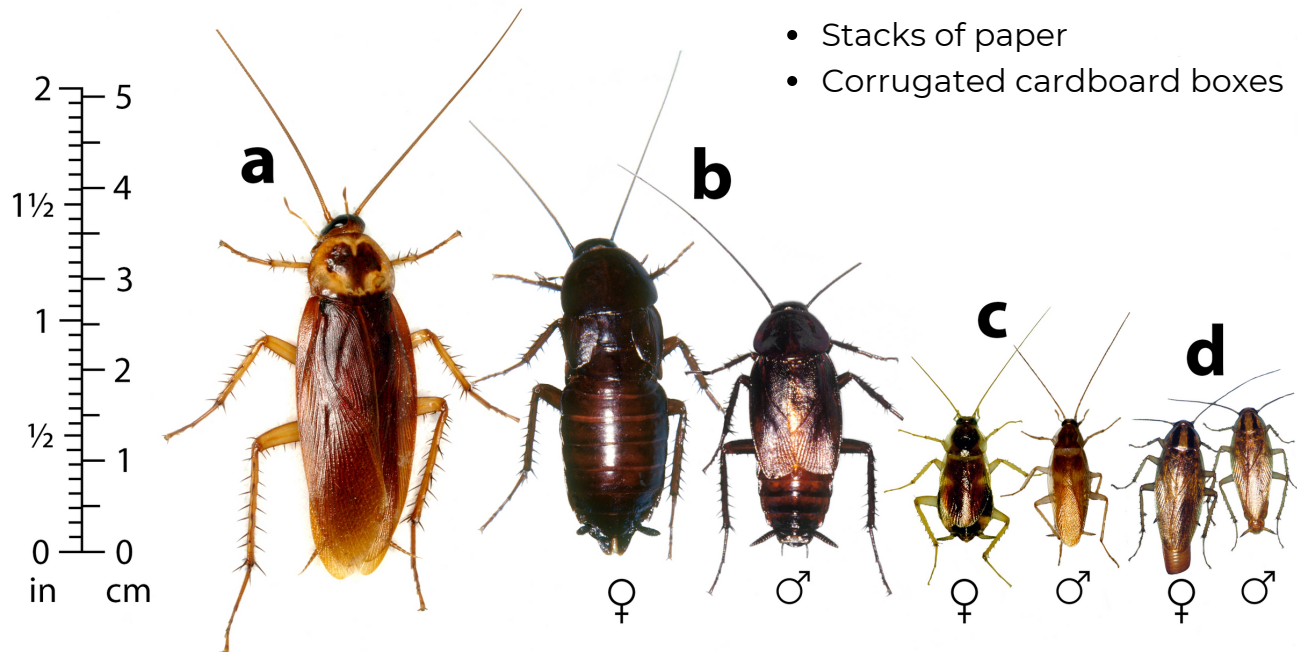 • Stacks of paper
• Corrugated cardboard boxes
a
b
c
d
2
5
4
1½
3
1
2
½
1
0
0
in
cm
♀
♂
♀
♂
♀
♂